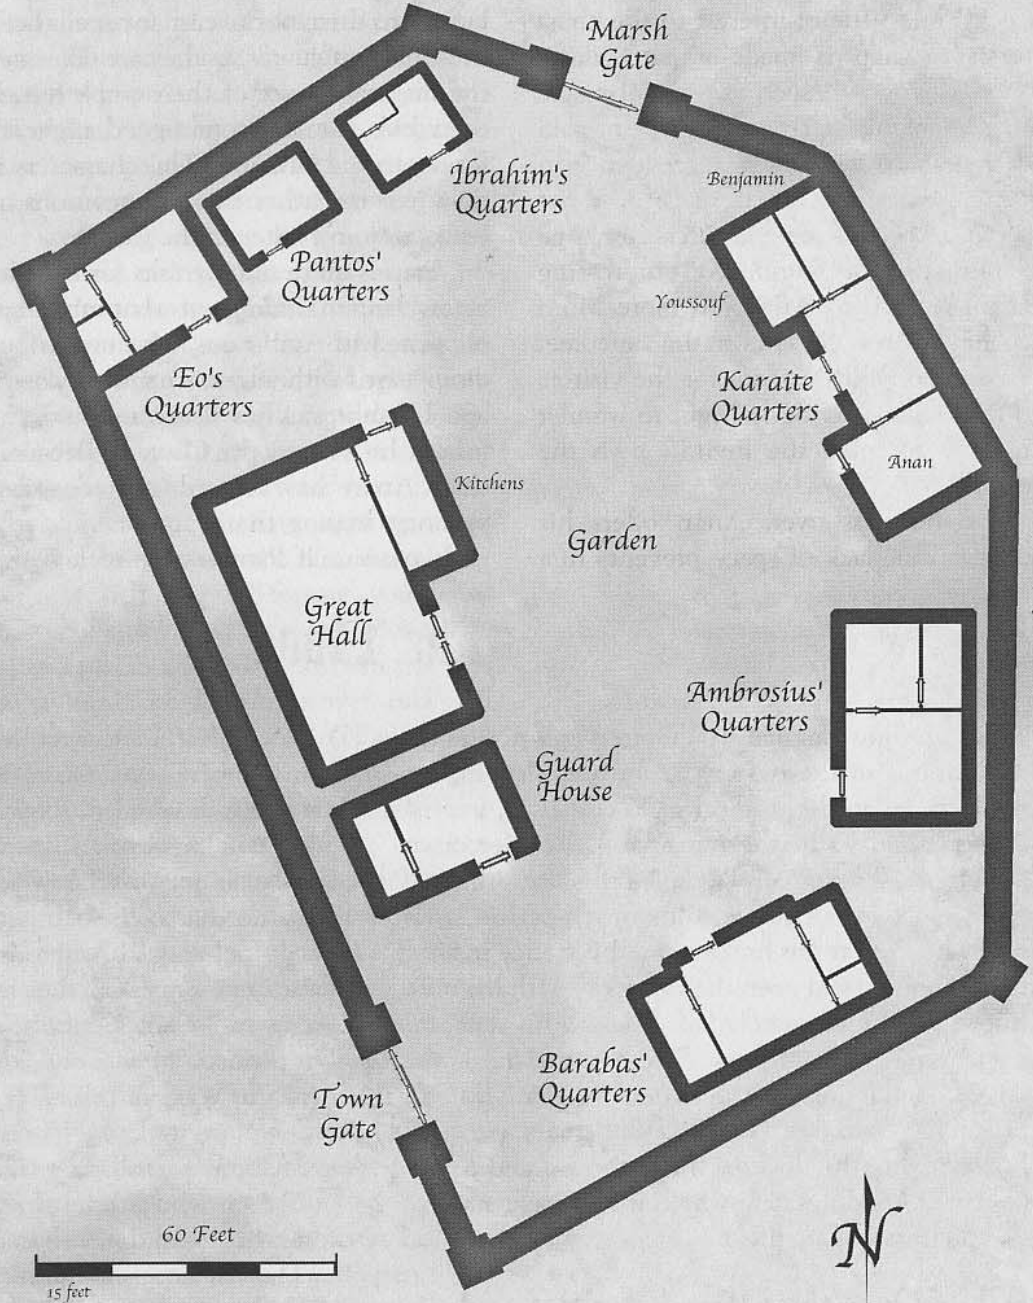 Marsh
Gate
Benjamin
Ibrahim's
Quarters
Pantos'
Quarters
Youssouf
Eo's
Quarters
Karaite
Quarters
Anan
Kitchens
Garden
Great
Hall
Ambrosius'
Quarters
Guard
House
Barabas'
Quarters
Town
Gate
60 Feet
15 feet
N